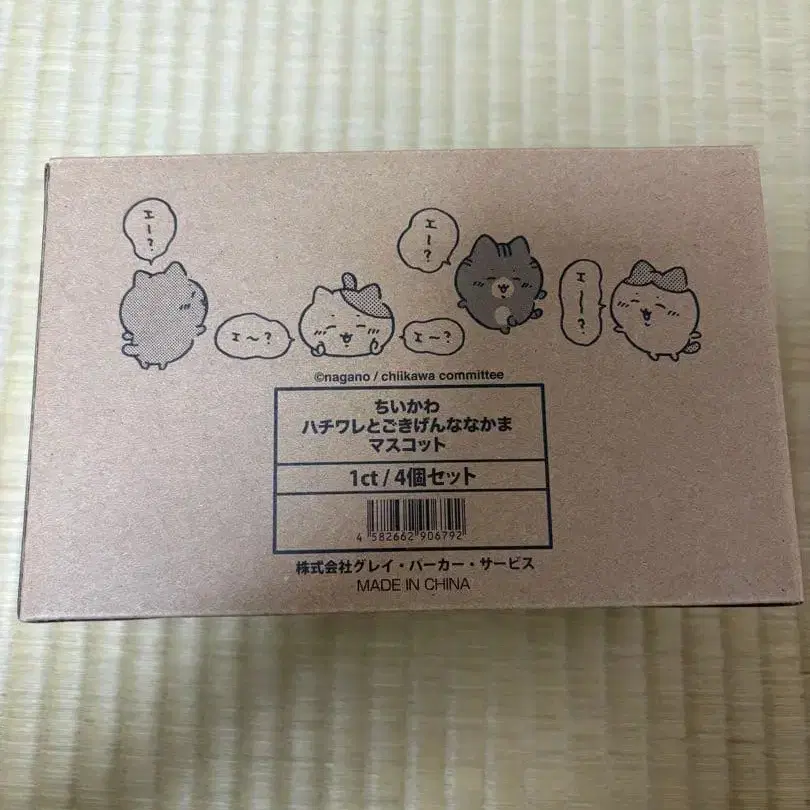 エー?
エ〜?
エ〜?
エ〜?
エ〜?
©nagano / chiikawa committee
ちいかわ
ハチワレとごきげんななかま
マスコット
1ct / 4個セット
4 582662 906792
株式会社グレイ・パーカー・サービス
MADE IN CHINA